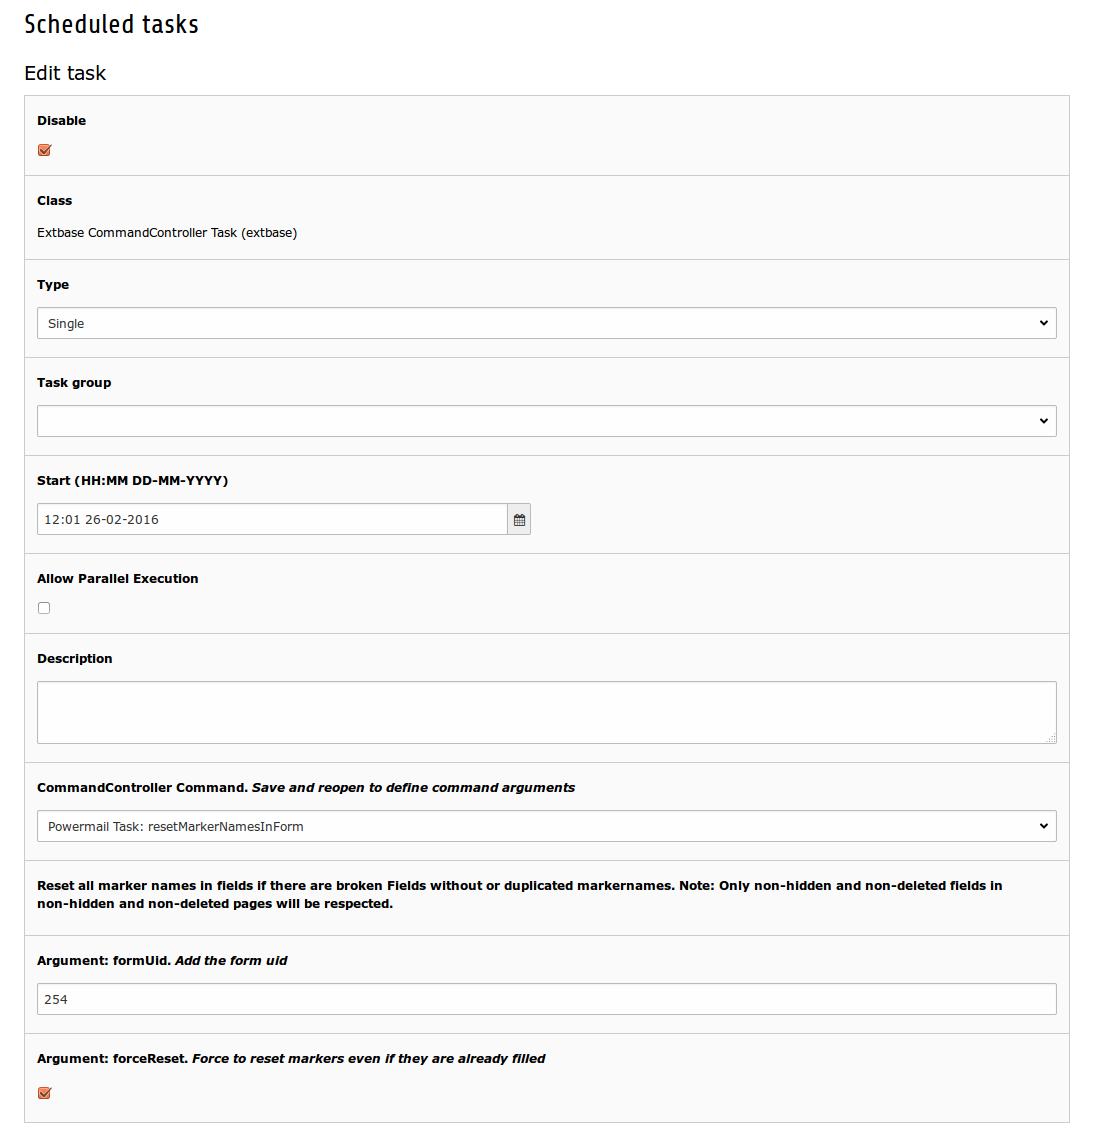 Scheduled tasks
Edit task
Disable
Class
Extbase CommandController Task (extbase)
Type
Single
Task group
Start (HH:MM DD-MM-YYYY)
12:01 26-02-2016
Allow Parallel Execution
Description
CommandController Command. Save and reopen to define command arguments
Powermail Task: resetMarkerNamesInForm
Reset all marker names in fields if there are broken Fields without or duplicated markernames. Note: Only non-hidden and non-deleted fields in
non-hidden and non-deleted pages will be respected.
Argument: formUid. Add the form uid
254
Argument: forceReset. Force to reset markers even if they are already filled